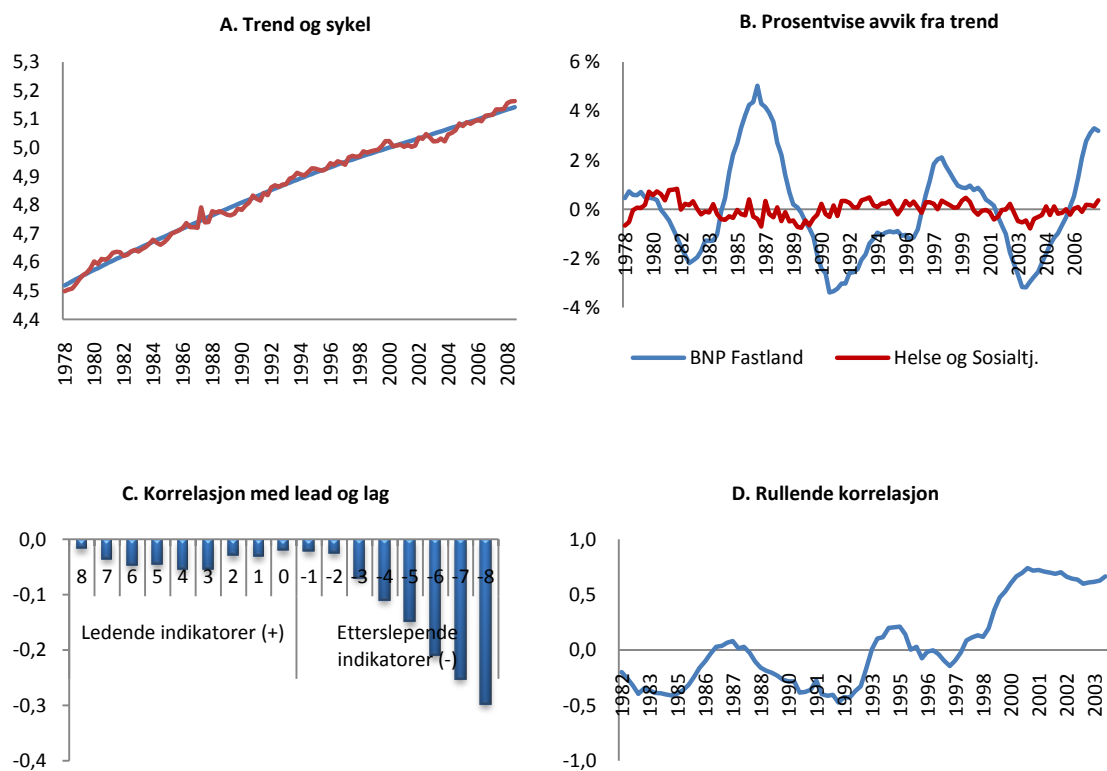 A. Trend og sykel
5,3
5,2
5,1
5,0
4,9
4,8
4,7
4,6
4,5
4,4
1978 1980 1982 1984 1986 1988 1990 1992 1994 1996 1998 2000 2002 2004 2006 2008
B. Prosentvise avvik fra trend
6 %
4 %
2 %
0 %
-2 %
-4 %
1978 1980 1982 1983 1985 1987 1989 1990 1992 1994 1996 1997 1999 2001 2003 2004 2006
BNP Fastland Helse og Sosialtj.
C. Korrelasjon med lead og lag
0,0
-0,1
-0,2
-0,3
-0,4
8 7 6 5 4 3 2 1 0 -1 -2 -3 -4 -5 -6 -7 -8
Ledende indikatorer (+)
Etterslepende
indikatorer (-)
D. Rullende korrelasjon
1,0
0,5
0,0
-0,5
-1,0
1982 1983 1985 1986 1987 1988 1990 1991 1992 1993 1995 1996 1997 1998 2000 2001 2002 2003